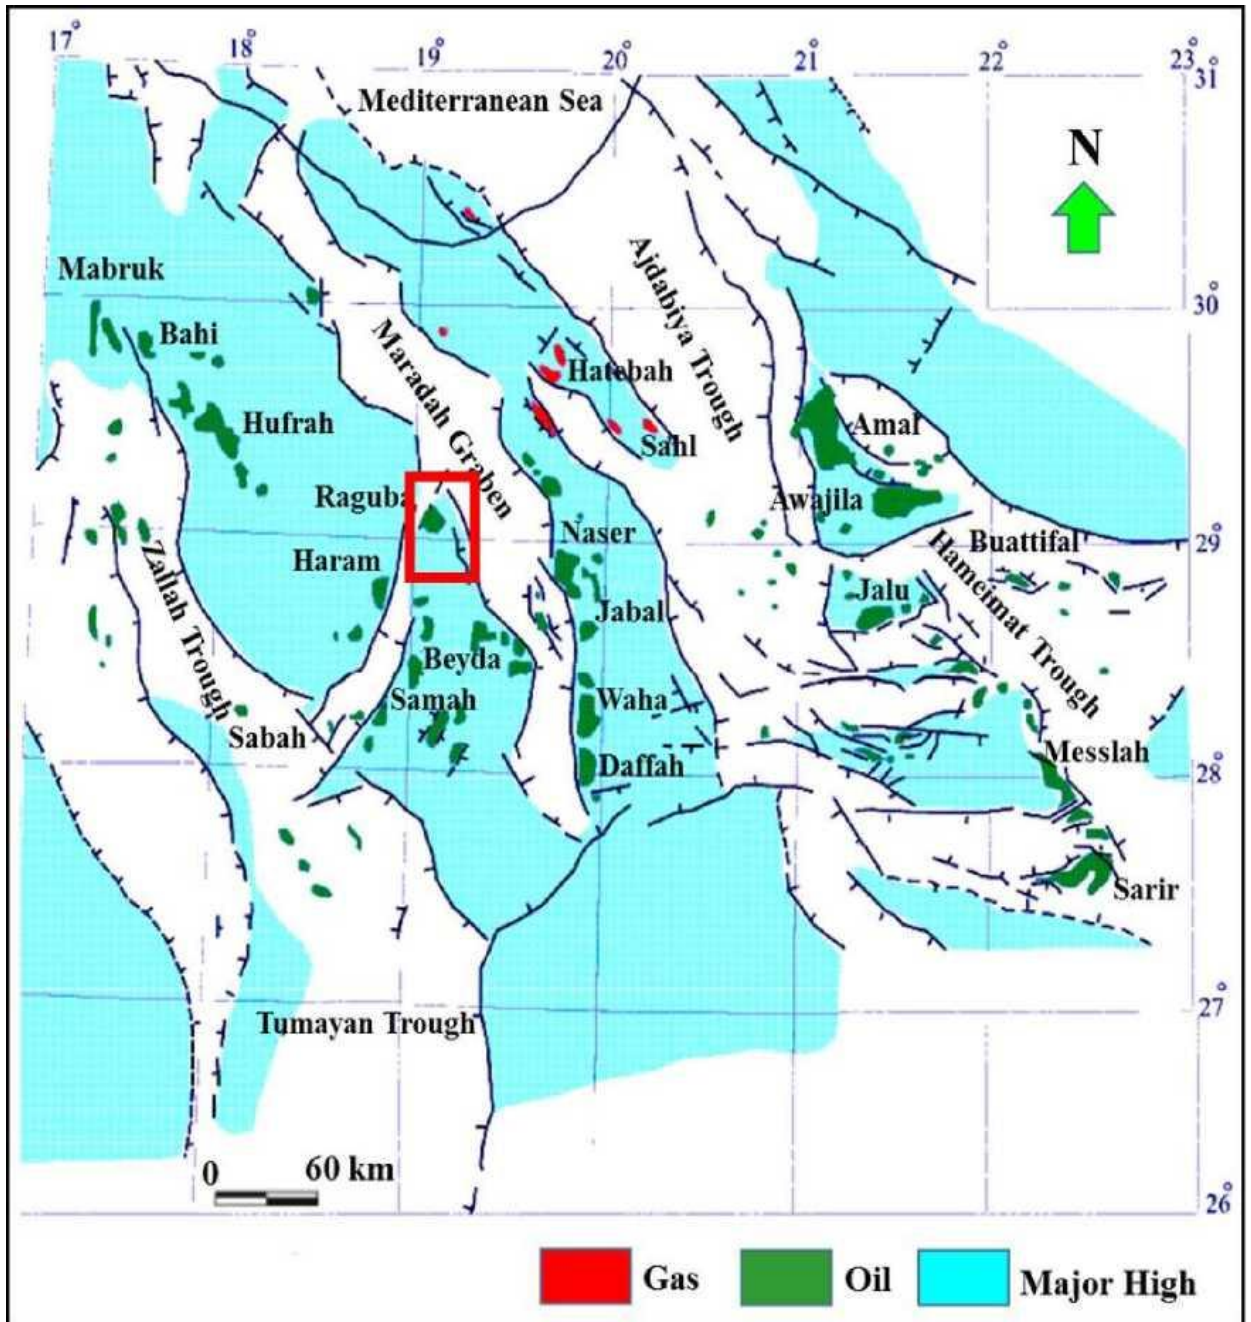 17°
18°
19°
20°
21°
22°
23°
31°
Mediterranean Sea
N
Mabruk
Ajdabiya Trough
30°
Bahi
Maradah Graben
Hatebah
Hufrah
Amal
Sahl
Raguba
Awajila
Naser
Buattifal
29°
Haram
Hameimat Trough
Zallah Trough
Jalu
Jabal
Beyda
Samah
Waha
Sabah
Messlah
Daffah
28°
Sarir
27°
Tumayan Trough
0
60 km
26°
Gas
Oil
Major High